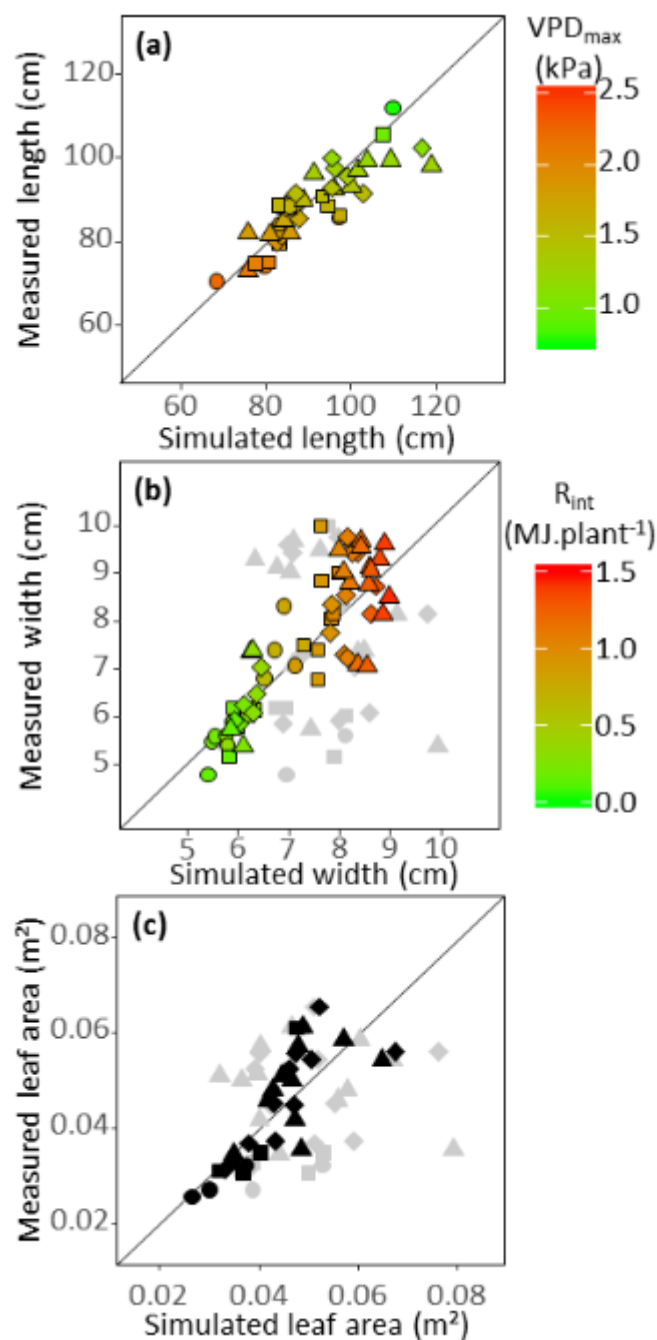 (a)
VPDmax
(kPa)
Measured length (cm)
120
100
80
60
60 80 100 120
Simulated length (cm)
2.5
2.0
1.5
1.0
(b)
Rint
(MJ.plant⁻¹)
Measured width (cm)
10
9
8
7
6
5
5 6 7 8 9 10
Simulated width (cm)
1.5
1.0
0.5
0.0
(c)
Measured leaf area (m²)
0.08
0.06
0.04
0.02
0.02 0.04 0.06 0.08
Simulated leaf area (m²)